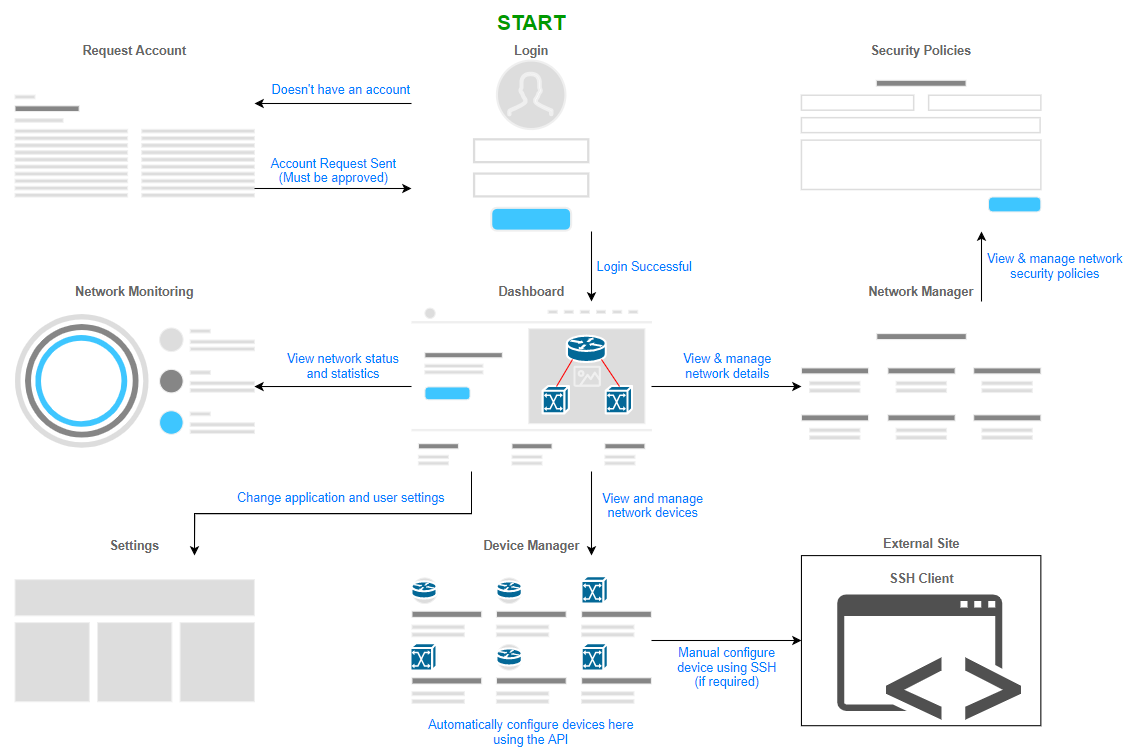 START
Request Account
Login
Security Policies
Doesn't have an account
Account Request Sent
(Must be approved)
Login Successful
View & manage network
security policies
Network Monitoring
Dashboard
Network Manager
View network status
and statistics
View & manage
network details
Change application and user settings
View and manage
network devices
Settings
Device Manager
External Site
SSH Client
Manual configure
device using SSH
(if required)
Automatically configure devices here
using the API